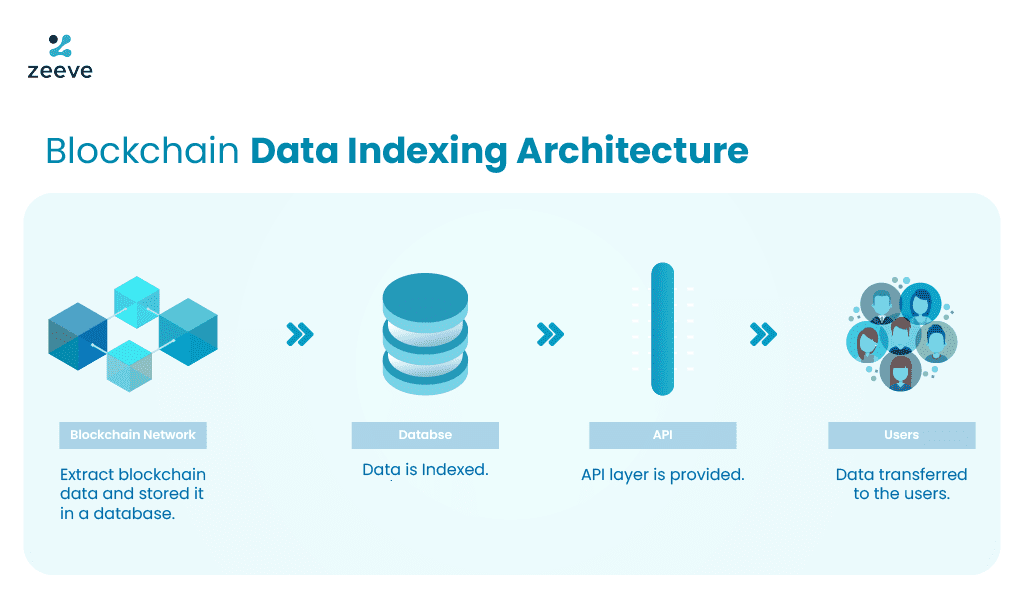 zeeve
Blockchain Data Indexing Architecture
Blockchain Network
Extract blockchain
data and stored it
in a database.
Databse
Data is Indexed.
API
API layer is provided.
Users
Data transferred
to the users.